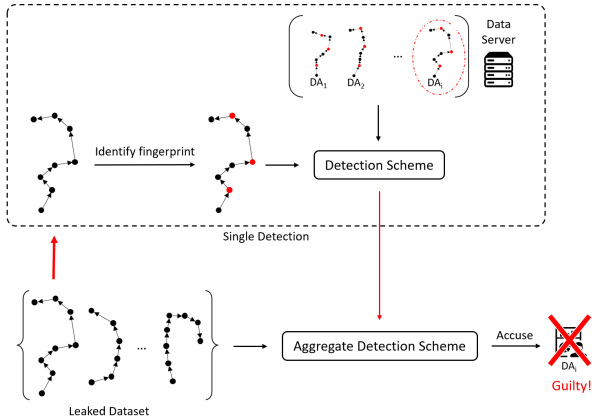 Data
Server
...
DA1
DA2
DAi
Identify fingerprint
Detection Scheme
Single Detection
...
Aggregate Detection Scheme
Accuse
DAi
Guilty!
Leaked Dataset